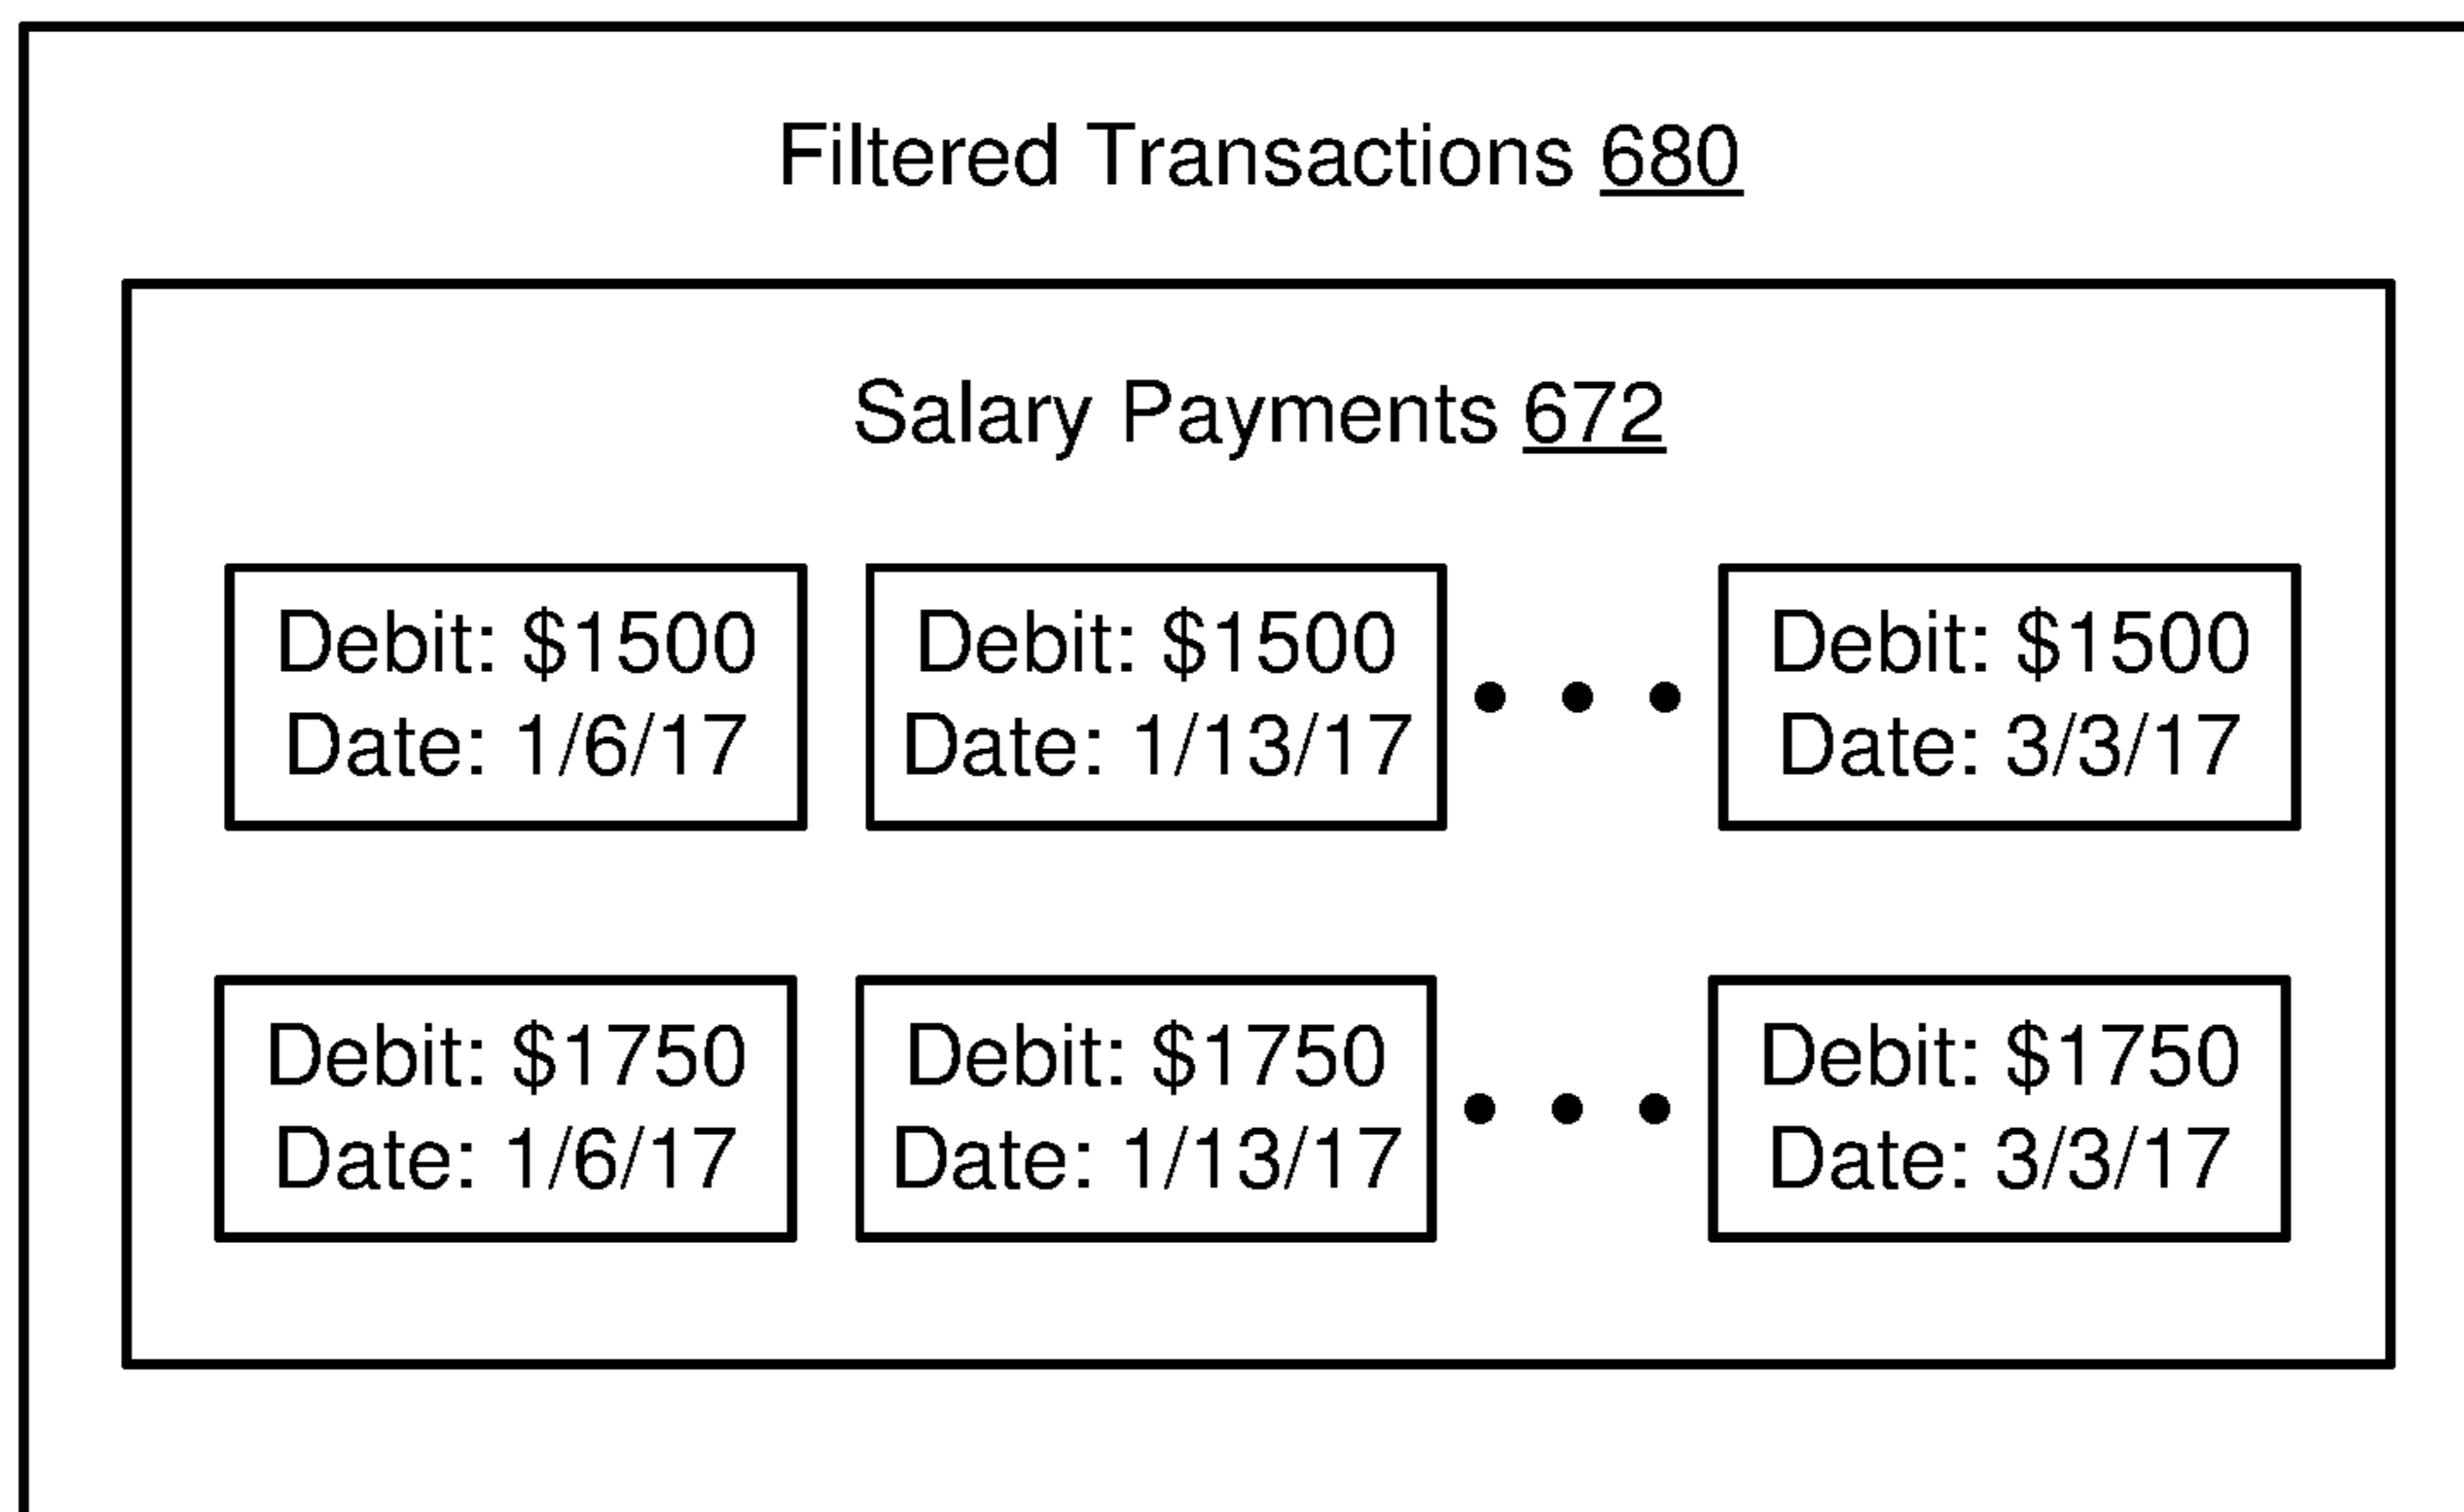 Filtered Transactions 680
Salary Payments 672
Debit: $1500
Date: 1/6/17
Debit: $1500
Date: 1/13/17
Debit: $1500
Date: 3/3/17
Debit: $1750
Date: 1/6/17
Debit: $1750
Date: 1/13/17
Debit: $1750
Date: 3/3/17